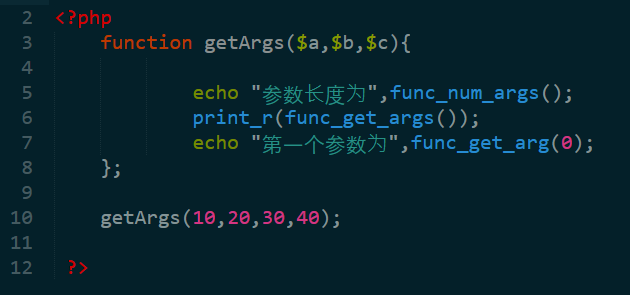 2 <?php
3 function getArgs($a,$b,$c){
4
5 echo "参数长度为",func_num_args();
6 print_r(func_get_args());
7 echo "第一个参数为",func_get_arg(0);
8 };
9
10 getArgs(10,20,30,40);
11
12 ?>